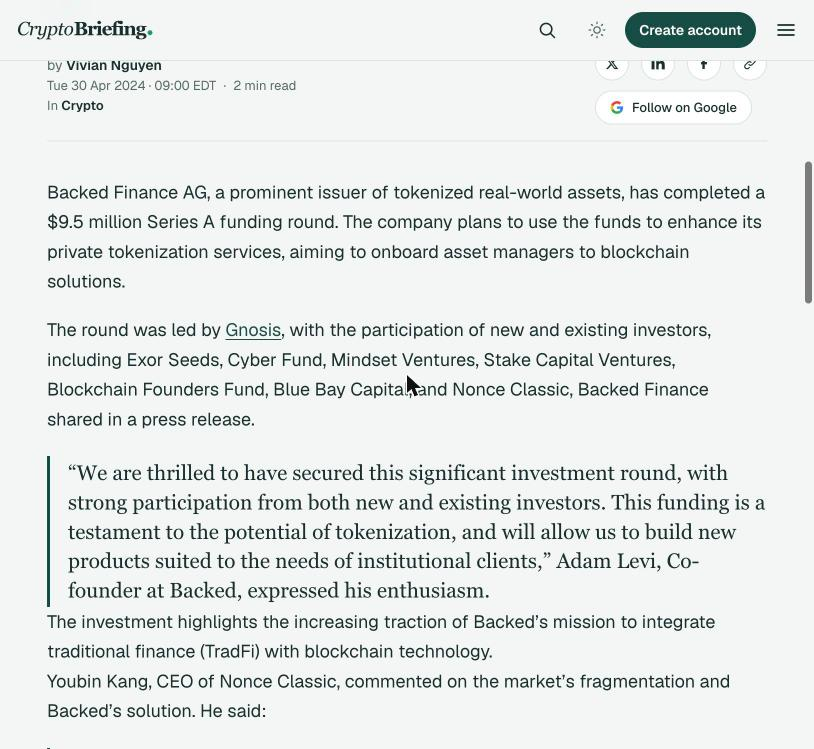 CryptoBriefing.
Create account
by Vivian Nguyen
Tue 30 Apr 2024 · 09:00 EDT · 2 min read
In Crypto
Follow on Google
Backed Finance AG, a prominent issuer of tokenized real-world assets, has completed a
$9.5 million Series A funding round. The company plans to use the funds to enhance its
private tokenization services, aiming to onboard asset managers to blockchain
solutions.
The round was led by Gnosis, with the participation of new and existing investors,
including Exor Seeds, Cyber Fund, Mindset Ventures, Stake Capital Ventures,
Blockchain Founders Fund, Blue Bay Capital, and Nonce Classic, Backed Finance
shared in a press release.
“We are thrilled to have secured this significant investment round, with
strong participation from both new and existing investors. This funding is a
testament to the potential of tokenization, and will allow us to build new
products suited to the needs of institutional clients,” Adam Levi, Co-
founder at Backed, expressed his enthusiasm.
The investment highlights the increasing traction of Backed’s mission to integrate
traditional finance (TradFi) with blockchain technology.
Youbin Kang, CEO of Nonce Classic, commented on the market’s fragmentation and
Backed’s solution. He said: